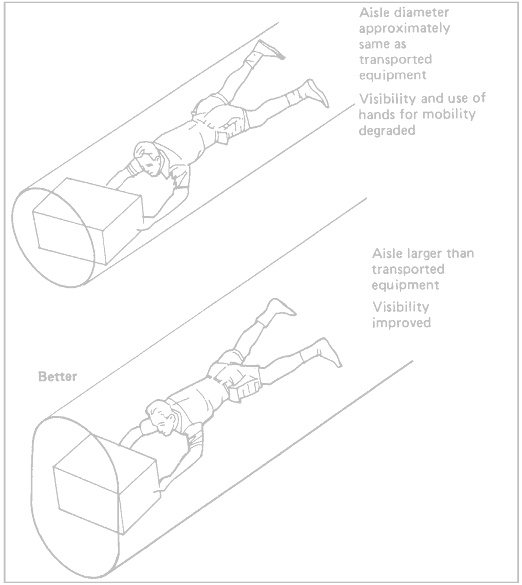 Aisle diameter
approximately
same as
transported
equipment
Visibility and use of
hands for mobility
degraded
Aisle larger than
transported
equipment
Visibility
improved
Better